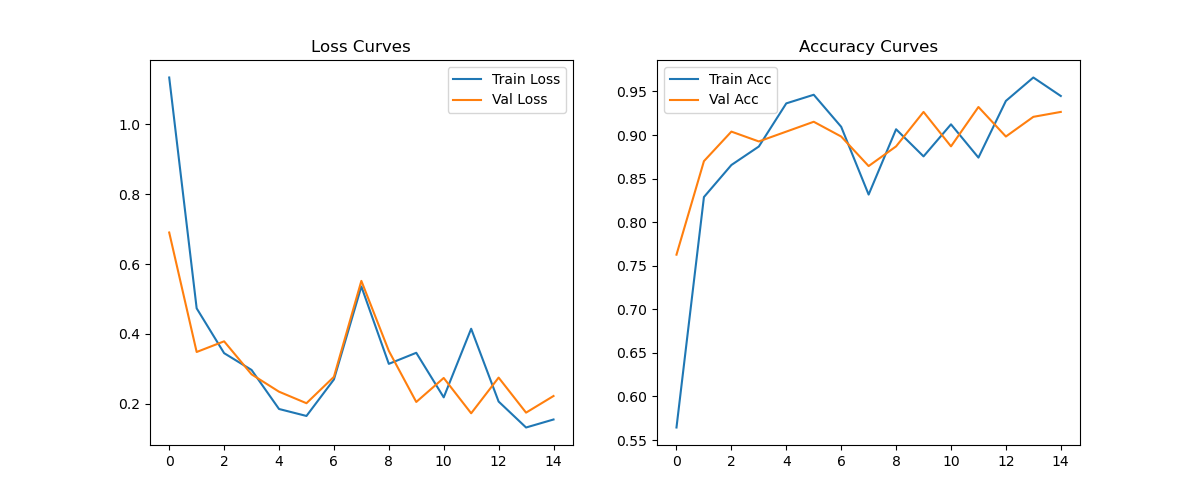 Loss Curves
Train Loss
Val Loss
1.0
0.8
0.6
0.4
0.2
0 2 4 6 8 10 12 14
Accuracy Curves
Train Acc
Val Acc
0.95
0.90
0.85
0.80
0.75
0.70
0.65
0.60
0.55
0 2 4 6 8 10 12 14